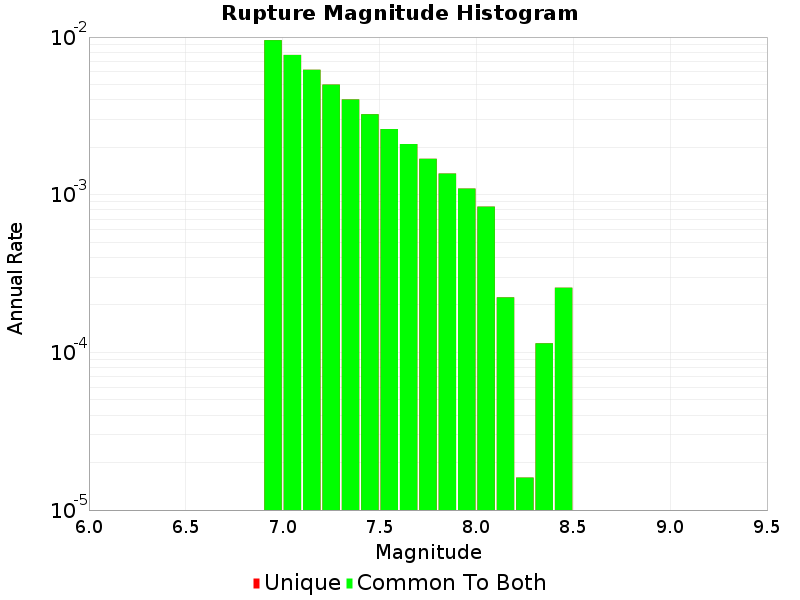 Rupture Magnitude Histogram
10-2
10-3
10-4
10-5
Annual Rate
6.0 6.5 7.0 7.5 8.0 8.5 9.0 9.5
Magnitude
Unique Common To Both